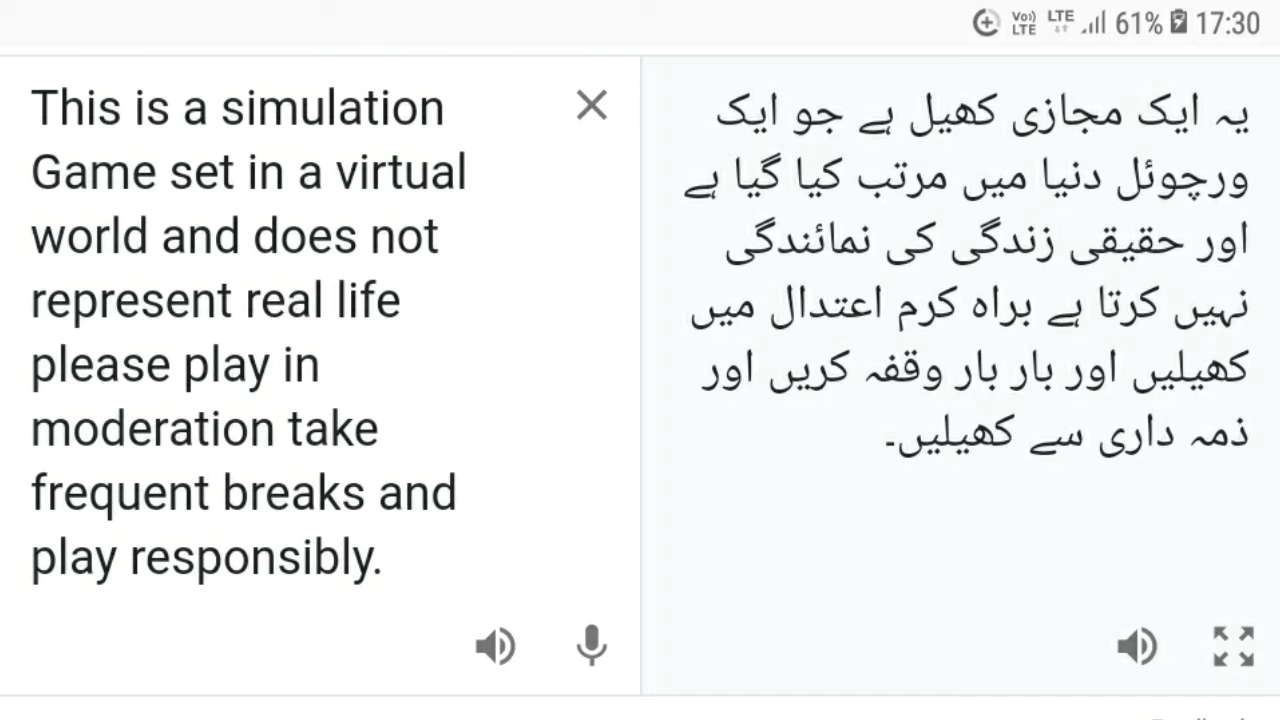 Vo)) LTE LTE 61% 17:30
This is a simulation
Game set in a virtual
world and does not
represent real life
please play in
moderation take
frequent breaks and
play responsibly.
یہ ایک مجازی کھیل ہے جو ایک
ورچوئل دنیا میں مرتب کیا گیا ہے
اور حقیقی زندگی کی نمائندگی
نہیں کرتا ہے براہ کرم اعتدال میں
کھیلیں اور بار بار وقفہ کریں اور
ذمہ داری سے کھیلیں۔